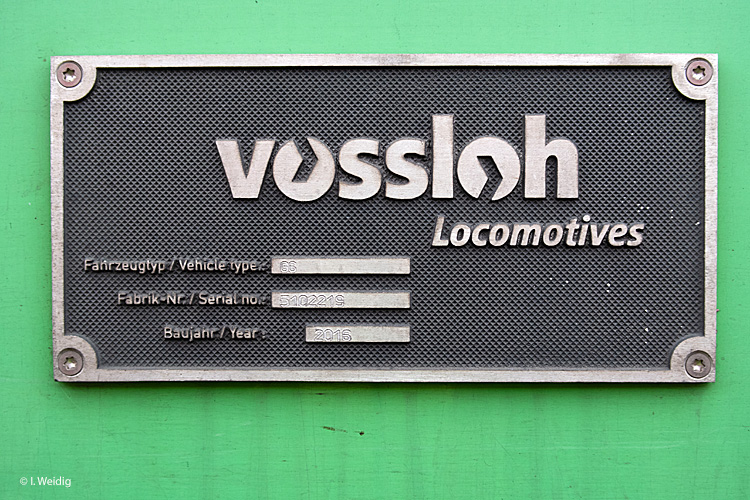 vossloh
Locomotives
Fahrzeugtyp / Vehicle type.: G6
Fabrik-Nr. / Serial no.: 5102219
Baujahr / Year : 2016
© I. Weidig